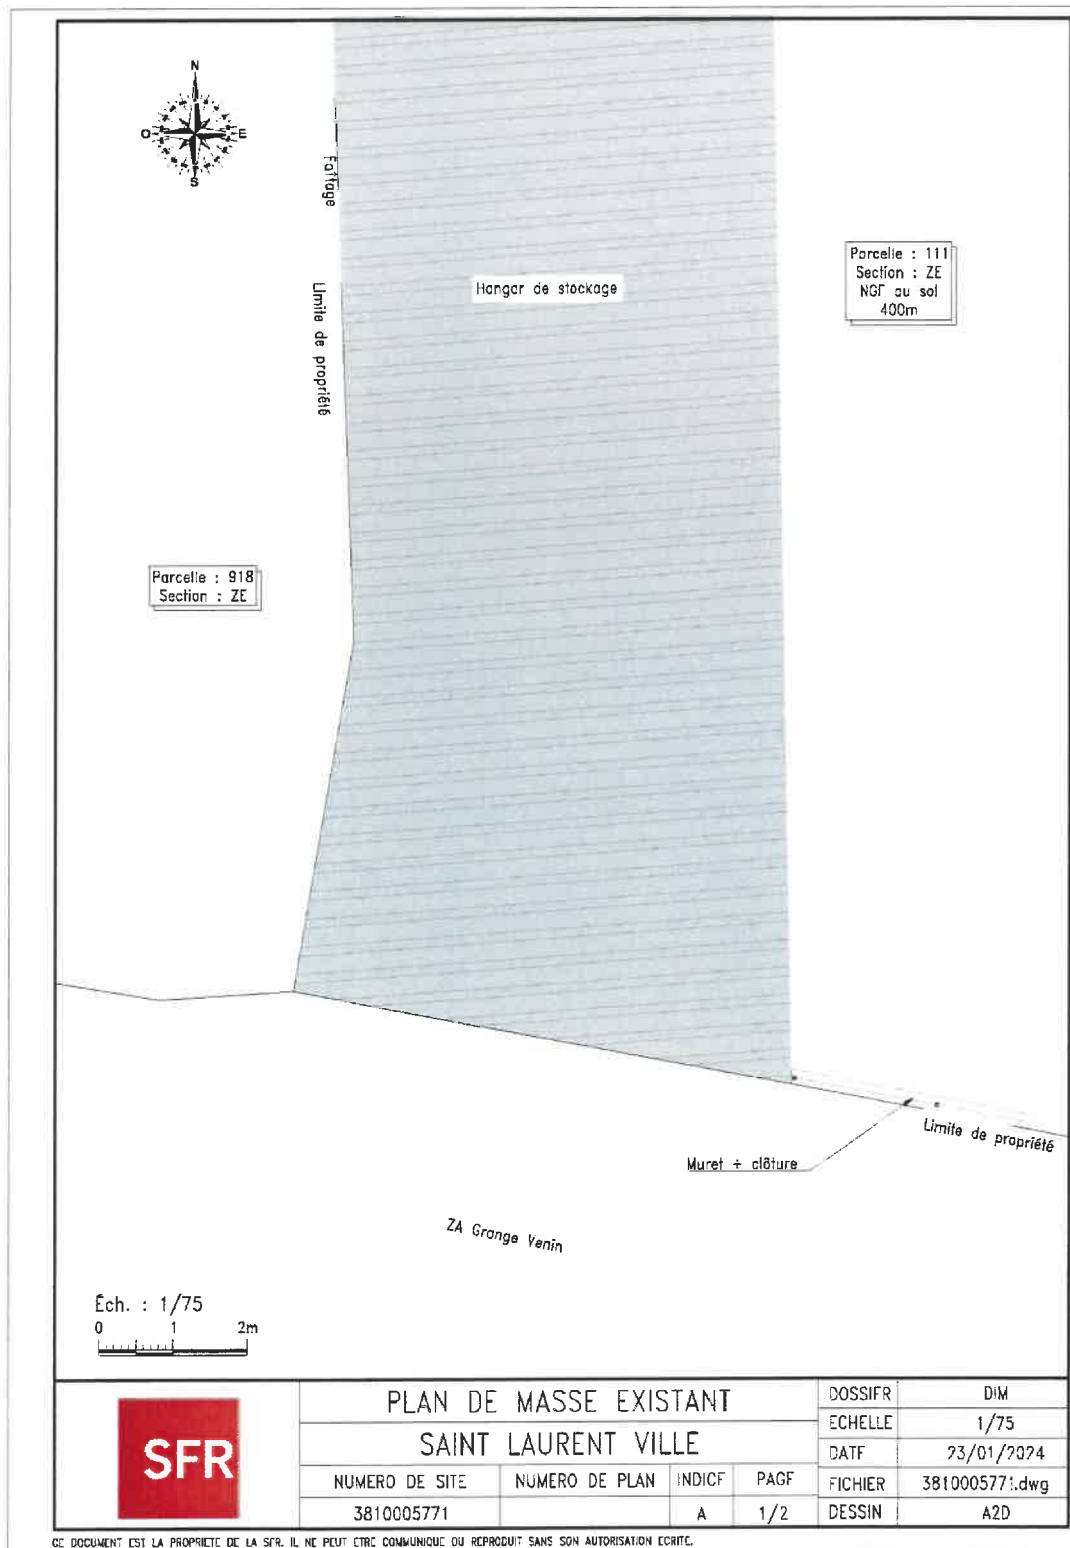 N
O
E
S
Faîtage
Limite de propriété
Hangar de stockage
Parcelle : 111
Section : ZE
NGF au sol
400m
Parcelle : 918
Section : ZE
Limite de propriété
Muret + clôture
ZA Grange Venin
Éch. : 1/75
0 1 2m
SFR
PLAN DE MASSE EXISTANT
SAINT LAURENT VILLE
NUMERO DE SITE NUMERO DE PLAN INDICE PAGE
3810005771 A 1/2
DOSSIER DIM
ECHELLE 1/75
DATE 23/01/2024
FICHIER 3810005771.dwg
DESSIN A2D
CE DOCUMENT EST LA PROPRIETE DE LA SFR. IL NE PEUT ETRE COMMUNIQUE OU REPRODUIT SANS SON AUTORISATION ECRITE.